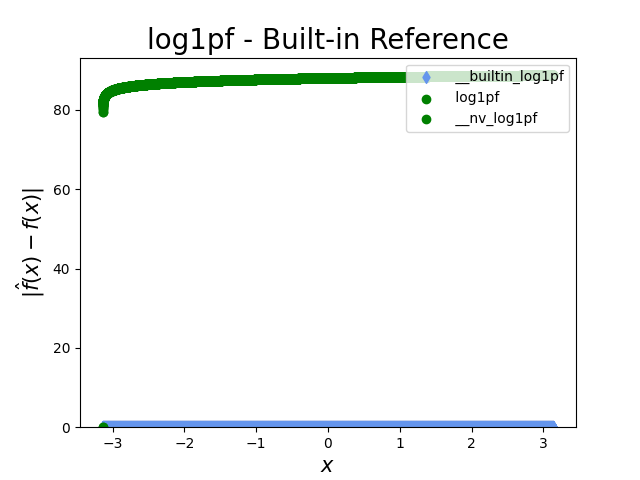 log1pf - Built-in Reference
__builtin_log1pf
log1pf
__nv_log1pf
|f̂(x) − f(x)|
80
60
40
20
0
−3 −2 −1 0 1 2 3
x